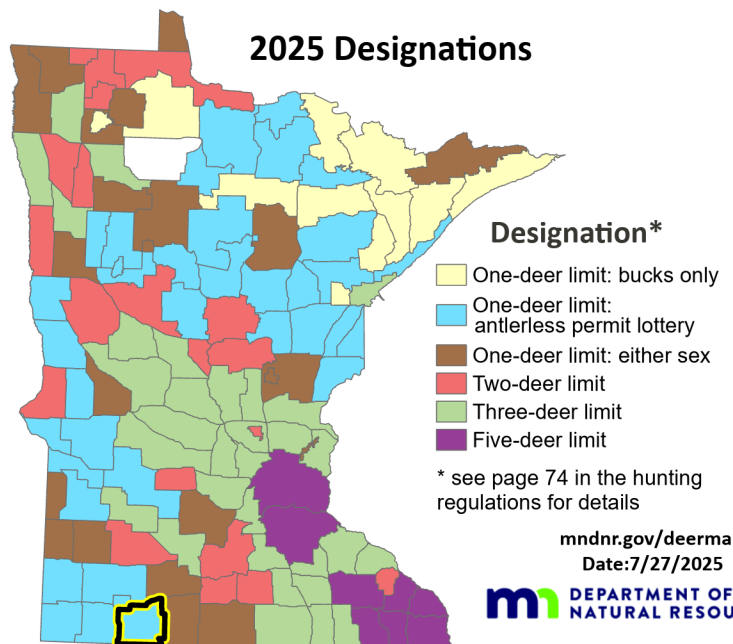 2025 Designations
Designation*
One-deer limit: bucks only
One-deer limit:
antlerless permit lottery
One-deer limit: either sex
Two-deer limit
Three-deer limit
Five-deer limit
* see page 74 in the hunting
regulations for details
mndnr.gov/deerma
Date:7/27/2025
DEPARTMENT OF
NATURAL RESOU